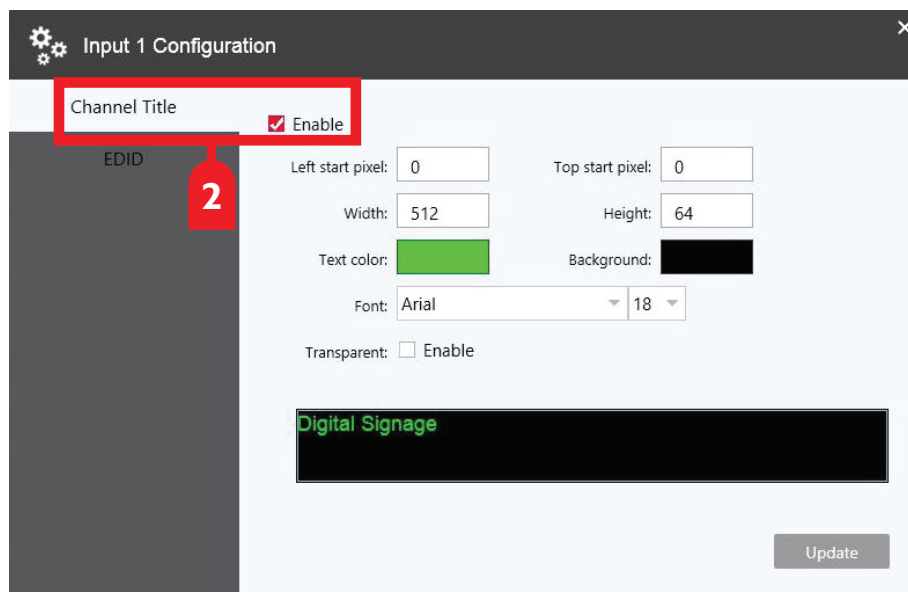 Input 1 Configuration
Channel Title
Enable
EDID
2
Left start pixel: 0 Top start pixel: 0
Width: 512 Height: 64
Text color: Background:
Font: Arial 18
Transparent: Enable
Digital Signage
Update